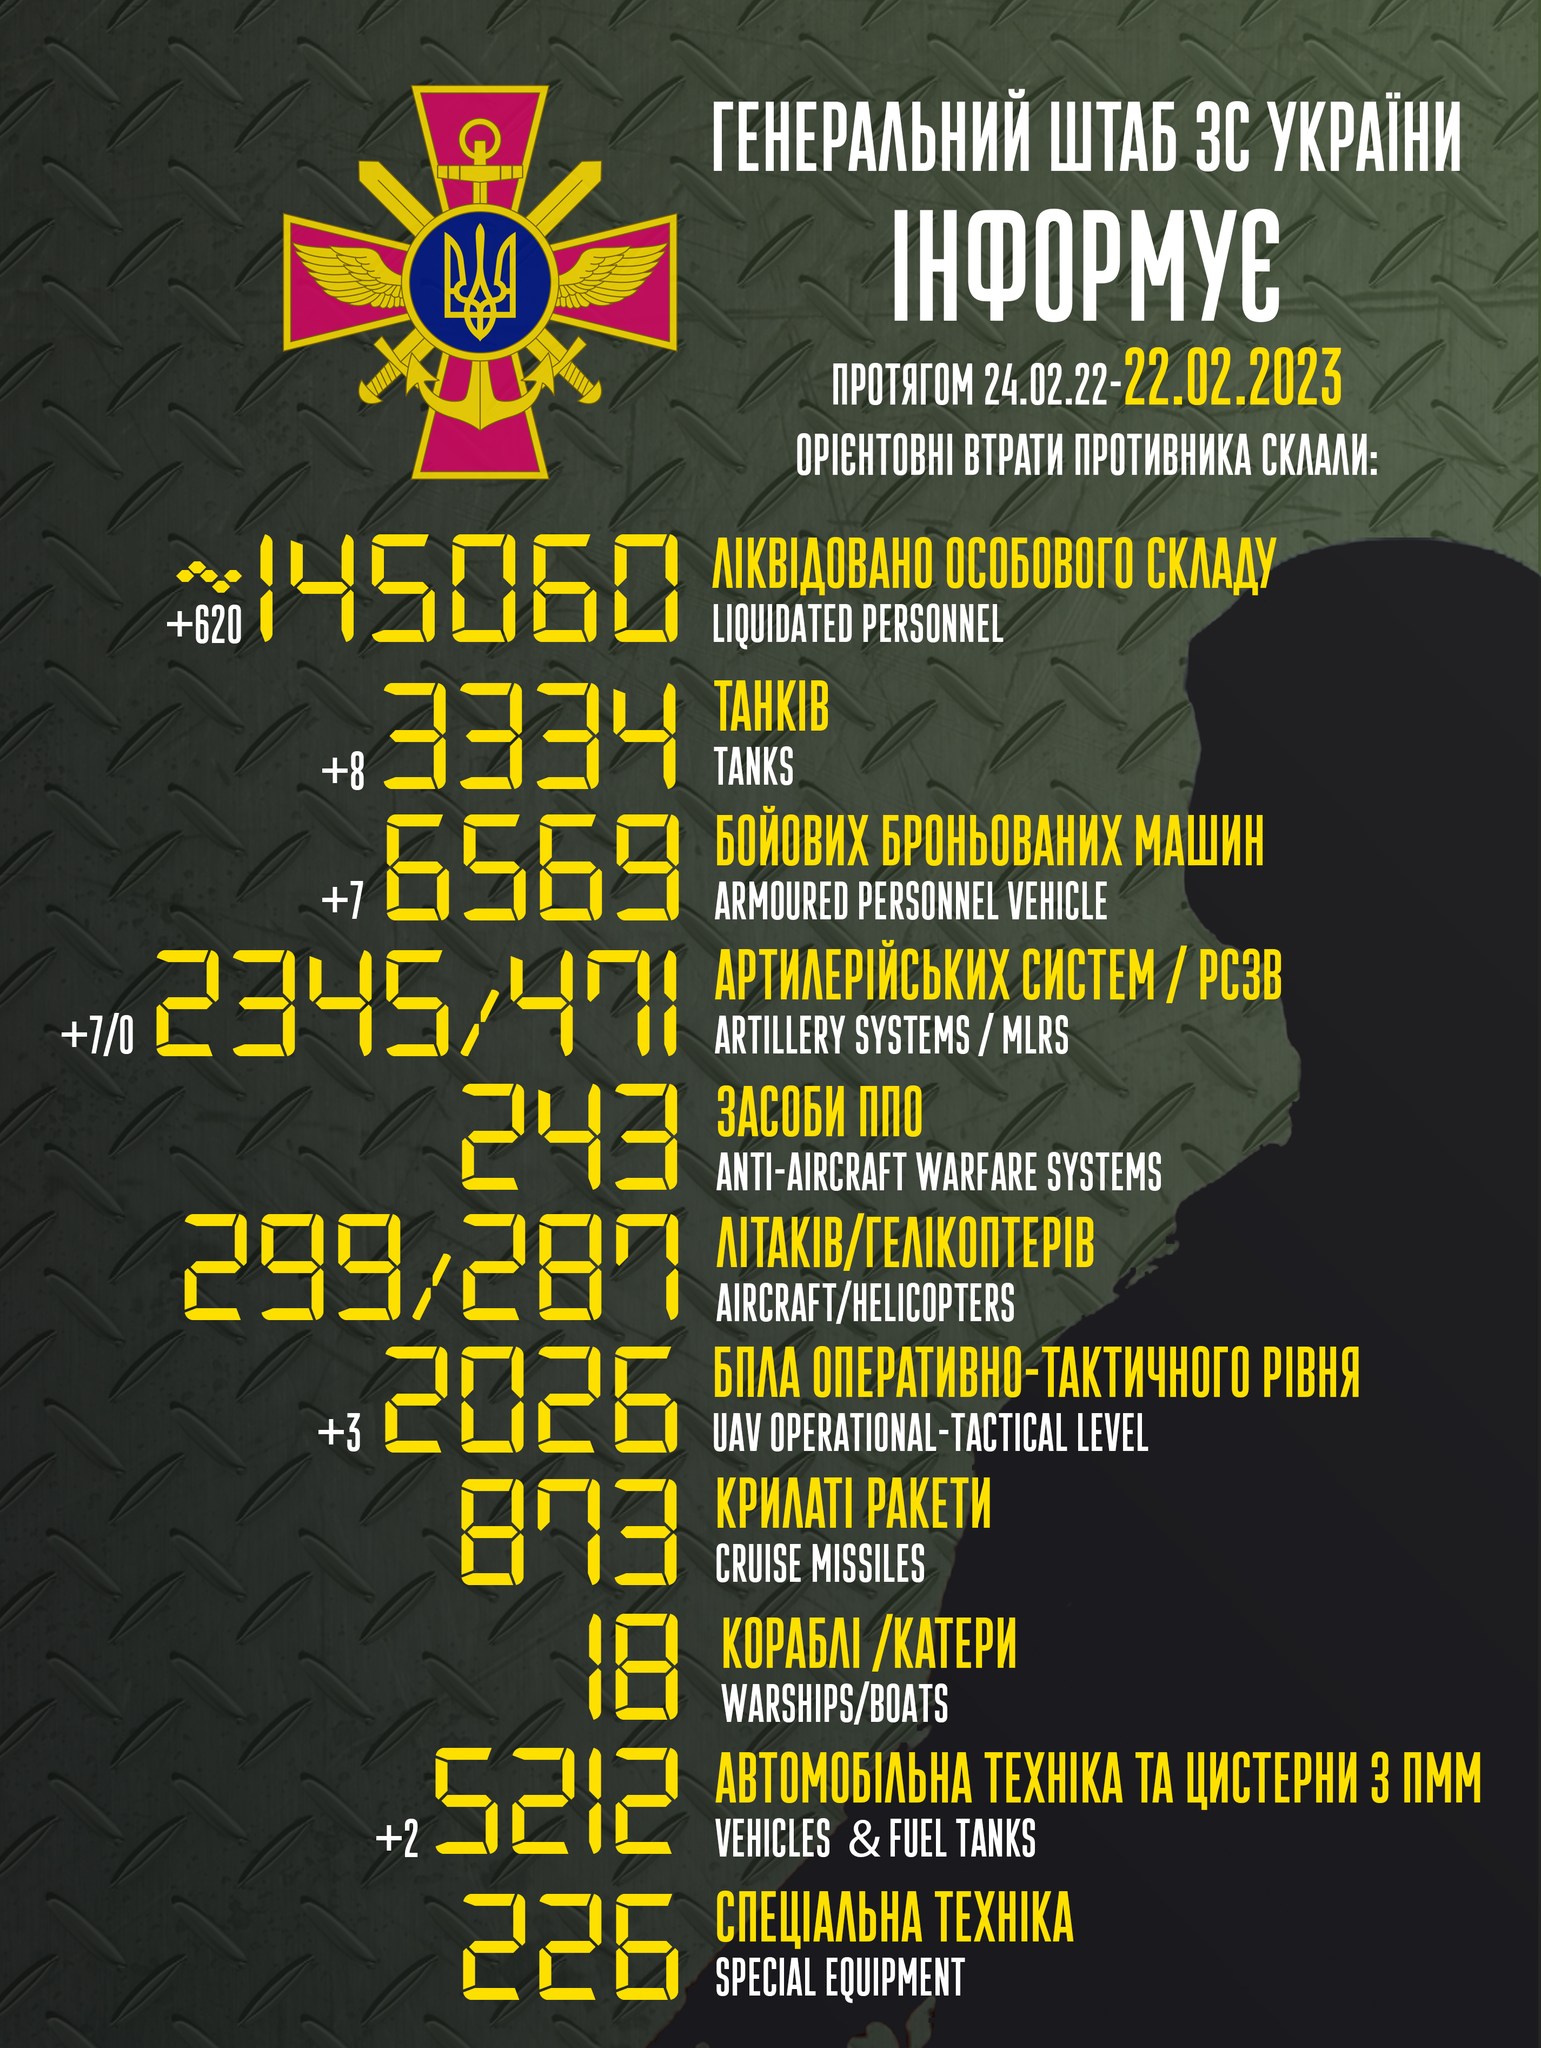 ГЕНЕРАЛЬНИЙ ШТАБ ЗС УКРАЇНИ
ІНФОРМУЄ
ПРОТЯГОМ 24.02.22-22.02.2023
ОРІЄНТОВНІ ВТРАТИ ПРОТИВНИКА СКЛАЛИ:
~145060 ЛІКВІДОВАНО ОСОБОВОГО СКЛАДУ
+620 LIQUIDATED PERSONNEL
3334 ТАНКІВ
+8 TANKS
6569 БОЙОВИХ БРОНЬОВАНИХ МАШИН
+7 ARMOURED PERSONNEL VEHICLE
2345/471 АРТИЛЕРІЙСЬКИХ СИСТЕМ / РСЗВ
+7/0 ARTILLERY SYSTEMS / MLRS
243 ЗАСОБИ ППО
ANTI-AIRCRAFT WARFARE SYSTEMS
299/287 ЛІТАКІВ/ГЕЛІКОПТЕРІВ
AIRCRAFT/HELICOPTERS
2026 БПЛА ОПЕРАТИВНО-ТАКТИЧНОГО РІВНЯ
+3 UAV OPERATIONAL-TACTICAL LEVEL
873 КРИЛАТІ РАКЕТИ
CRUISE MISSILES
18 КОРАБЛІ /КАТЕРИ
WARSHIPS/BOATS
5212 АВТОМОБІЛЬНА ТЕХНІКА ТА ЦИСТЕРНИ З ПММ
+2 VEHICLES & FUEL TANKS
226 СПЕЦІАЛЬНА ТЕХНІКА
SPECIAL EQUIPMENT